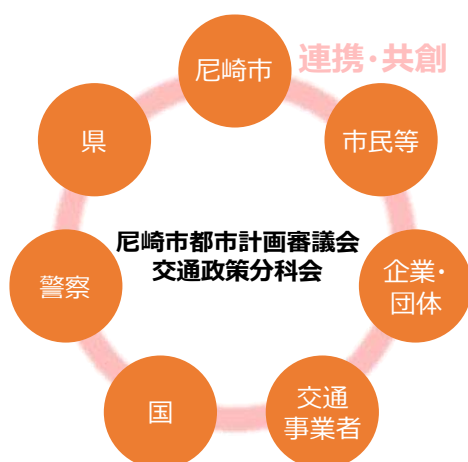 尼崎市
連携・共創
市民等
企業・
団体
交通
事業者
国
警察
県
尼崎市都市計画審議会
交通政策分科会